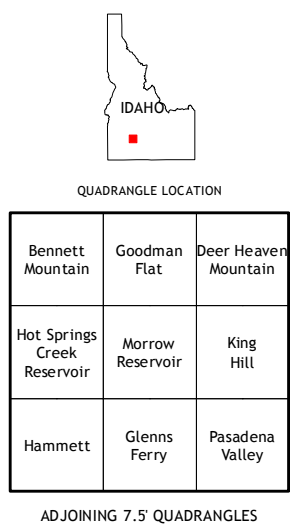 IDAHO
QUADRANGLE LOCATION
Bennett
Mountain
Goodman
Flat
Deer Heaven
Mountain
Hot Springs
Creek
Reservoir
Morrow
Reservoir
King
Hill
Hammett
Glenns
Ferry
Pasadena
Valley
ADJOINING 7.5' QUADRANGLES